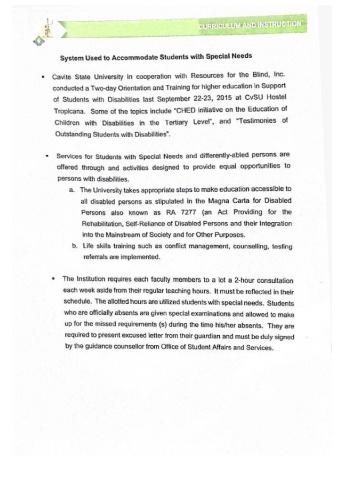 CURRICULUM AND INSTRUCTION
System Used to Accommodate Students with Special Needs
• Cavite State University in cooperation with Resources for the Blind, Inc.
conducted a Two-day Orientation and Training for higher education in Support
of Students with Disabilities last September 22-23, 2015 at CvSU Hostel
Tropicana. Some of the topics include "CHED initiative on the Education of
Children with Disabilities in the Tertiary Level", and "Testimonies of
Outstanding Students with Disabilities".
• Services for Students with Special Needs and differently-abled persons are
offered through and activities designed to provide equal opportunities to
persons with disabilities.
a. The University takes appropriate steps to make education accessible to
all disabled persons as stipulated in the Magna Carta for Disabled
Persons also known as RA 7277 (an Act Providing for the
Rehabilitation, Self-Reliance of Disabled Persons and their Integration
into the Mainstream of Society and for Other Purposes.
b. Life skills training such as conflict management, counselling, testing
referrals are implemented.
• The Institution requires each faculty members to a lot a 2-hour consultation
each week aside from their regular teaching hours. It must be reflected in their
schedule. The allotted hours are utilized students with special needs. Students
who are officially absents are given special examinations and allowed to make
up for the missed requirements (s) during the time his/her absents. They are
required to present excused letter from their guardian and must be duly signed
by the guidance counsellor from Office of Student Affairs and Services.